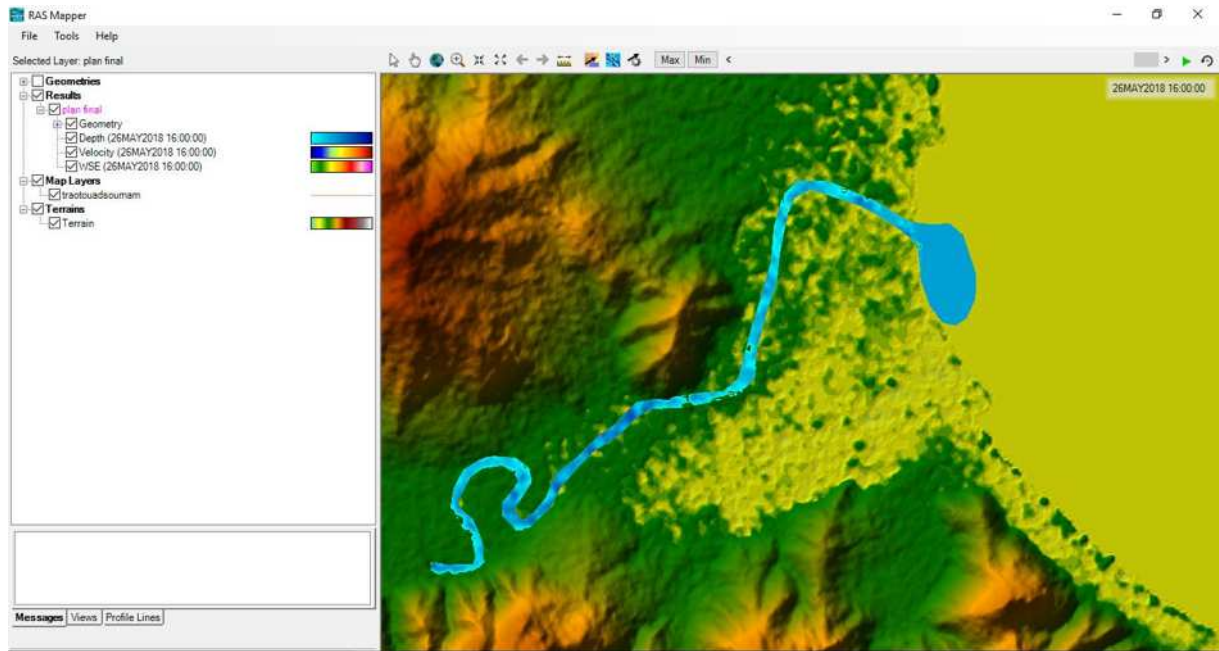 RAS Mapper
File Tools Help
Selected Layer: plan final
Max Min
Geometries
Results
plan final
Geometry
Depth (26MAY2018 16:00:00)
Velocity (26MAY2018 16:00:00)
WSE (26MAY2018 16:00:00)
Map Layers
traotouadsoumam
Terrains
Terrain
26MAY2018 16:00:00
Messages Views Profile Lines